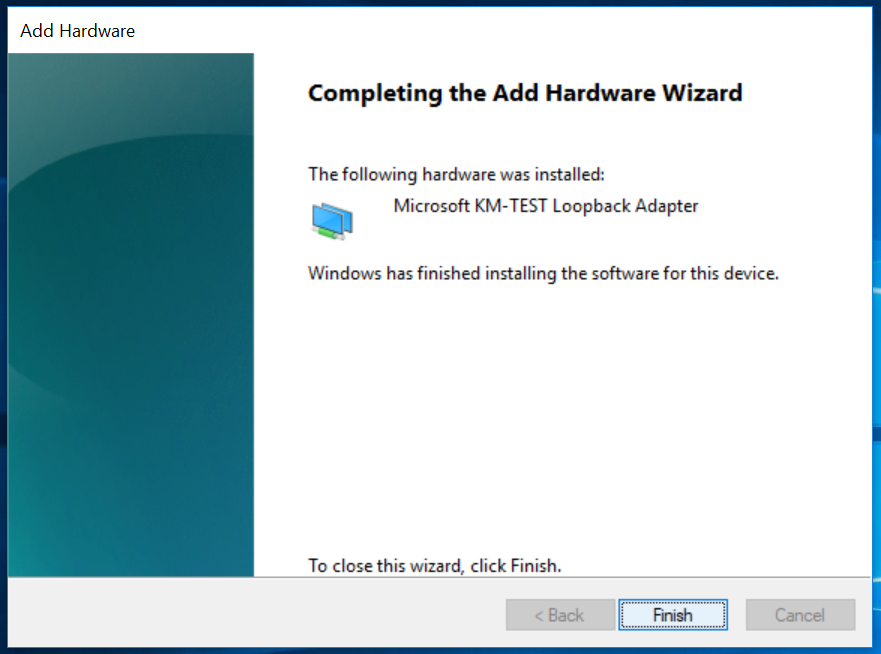 Add Hardware
Completing the Add Hardware Wizard
The following hardware was installed:
Microsoft KM-TEST Loopback Adapter
Windows has finished installing the software for this device.
To close this wizard, click Finish.
< Back
Finish
Cancel